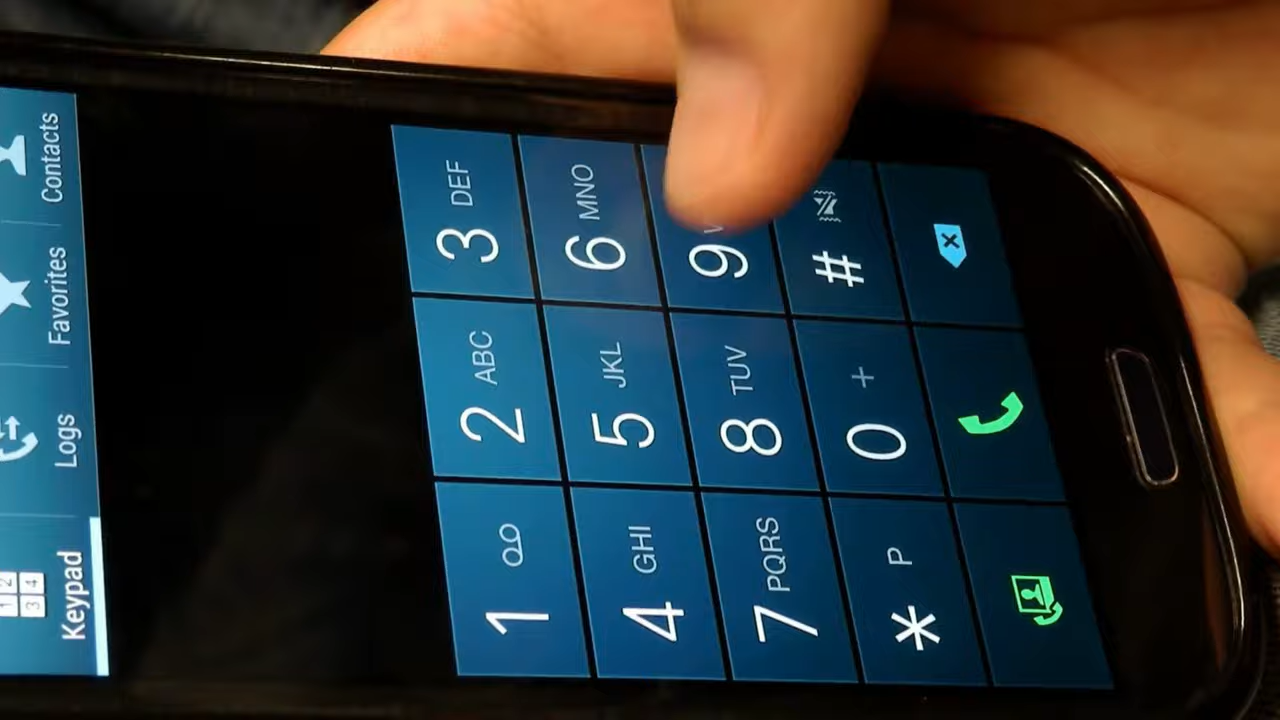 Keypad Logs Favorites Contacts
1 2 ABC 3 DEF
4 GHI 5 JKL 6 MNO
7 PQRS 8 TUV 9
* P 0 + #